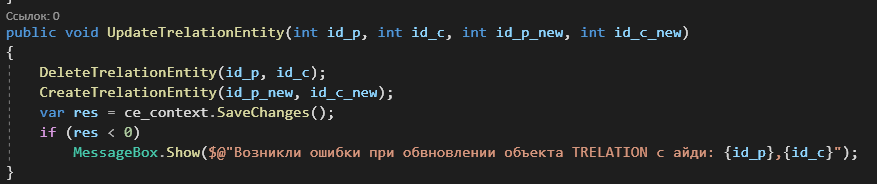 }
Ссылок: 0
public void UpdateTrelationEntity(int id_p, int id_c, int id_p_new, int id_c_new)
{
DeleteTrelationEntity(id_p, id_c);
CreateTrelationEntity(id_p_new, id_c_new);
var res = ce_context.SaveChanges();
if (res < 0)
MessageBox.Show($@"Возникли ошибки при обвновлении объекта TRELATION с айди: {id_p},{id_c}");
}